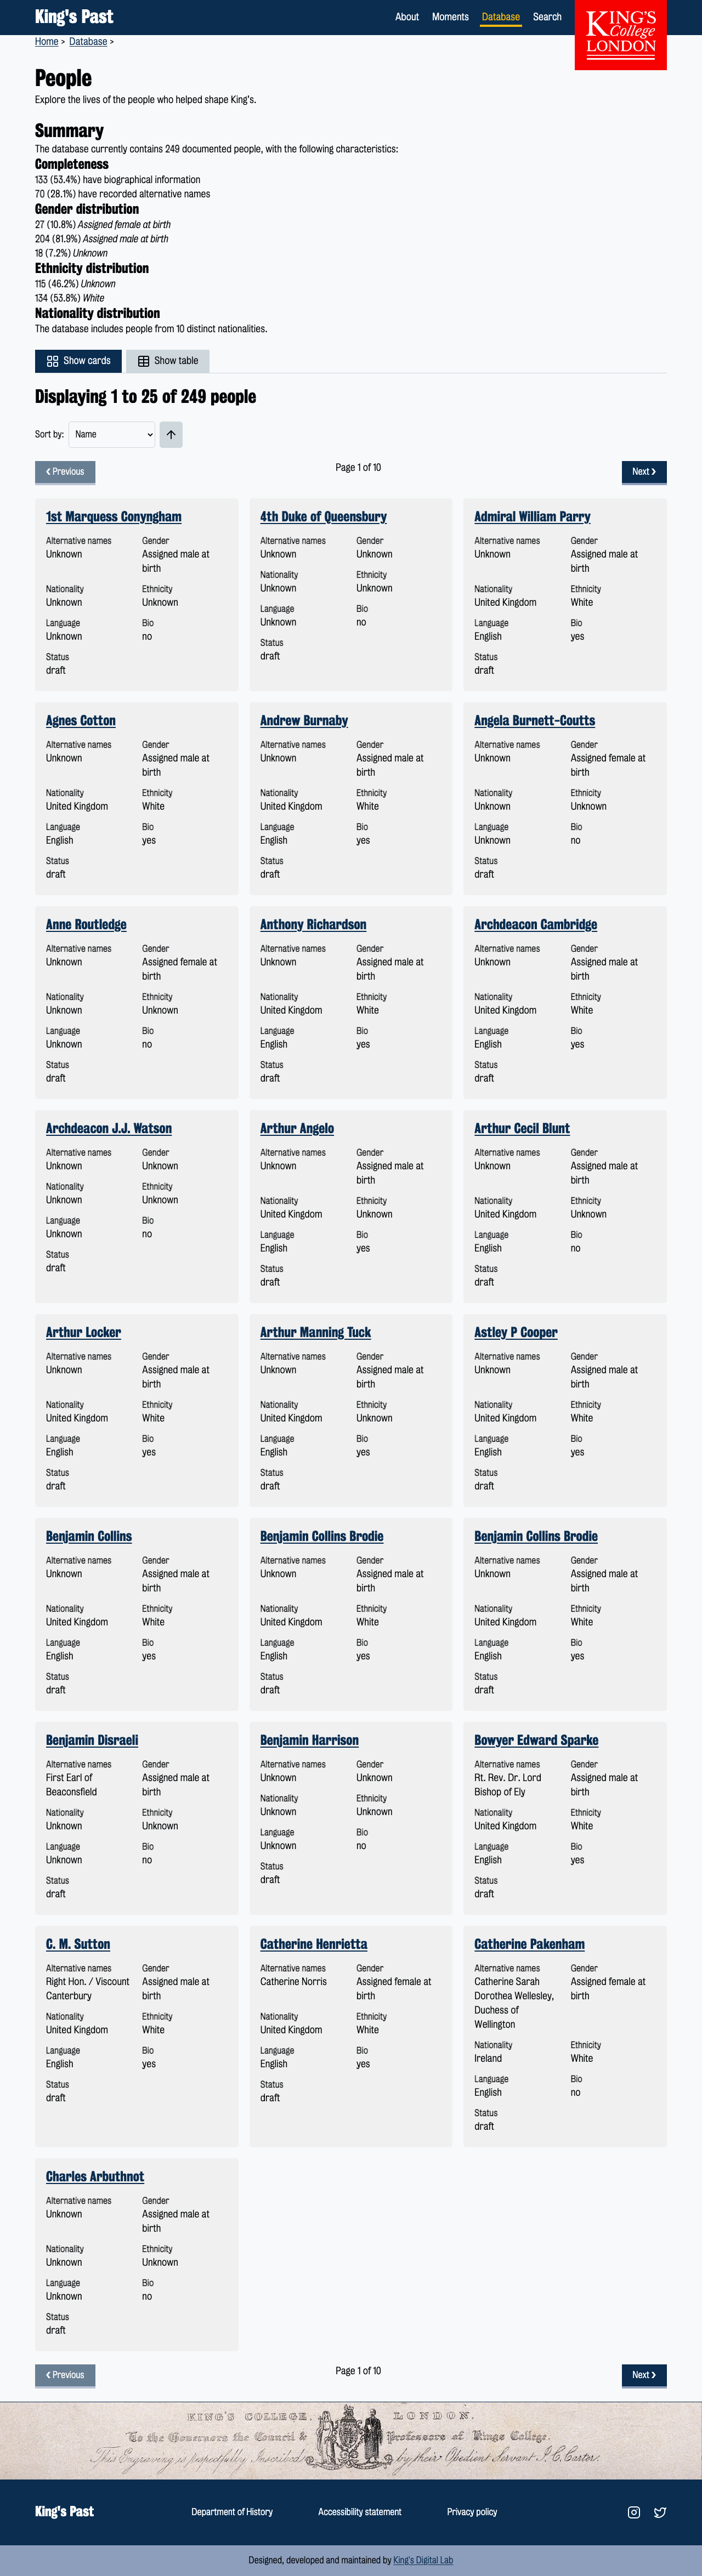 King's Past
About
Moments
Database
Search
KING'S
College
LONDON
Home >
Database >
People
Explore the lives of the people who helped shape King's.
Summary
The database currently contains 249 documented people, with the following characteristics:
Completeness
133 (53.4%) have biographical information
70 (28.1%) have recorded alternative names
Gender distribution
27 (10.8%) Assigned female at birth
204 (81.9%) Assigned male at birth
18 (7.2%) Unknown
Ethnicity distribution
115 (46.2%) Unknown
134 (53.8%) White
Nationality distribution
The database includes people from 10 distinct nationalities.
Show cards
Show table
Displaying 1 to 25 of 249 people
Sort by:
Name
‹ Previous
Page 1 of 10
Next ›
1st Marquess Conyngham
Alternative names
Unknown
Gender
Assigned male at
birth
Nationality
Unknown
Ethnicity
Unknown
Language
Unknown
Bio
no
Status
draft
4th Duke of Queensbury
Alternative names
Unknown
Gender
Unknown
Nationality
Unknown
Ethnicity
Unknown
Language
Unknown
Bio
no
Status
draft
Admiral William Parry
Alternative names
Unknown
Gender
Assigned male at
birth
Nationality
United Kingdom
Ethnicity
White
Language
English
Bio
yes
Status
draft
Agnes Cotton
Alternative names
Unknown
Gender
Assigned male at
birth
Nationality
United Kingdom
Ethnicity
White
Language
English
Bio
yes
Status
draft
Andrew Burnaby
Alternative names
Unknown
Gender
Assigned male at
birth
Nationality
United Kingdom
Ethnicity
White
Language
English
Bio
yes
Status
draft
Angela Burnett-Coutts
Alternative names
Unknown
Gender
Assigned female at
birth
Nationality
Unknown
Ethnicity
Unknown
Language
Unknown
Bio
no
Status
draft
Anne Routledge
Alternative names
Unknown
Gender
Assigned female at
birth
Nationality
Unknown
Ethnicity
Unknown
Language
Unknown
Bio
no
Status
draft
Anthony Richardson
Alternative names
Unknown
Gender
Assigned male at
birth
Nationality
United Kingdom
Ethnicity
White
Language
English
Bio
yes
Status
draft
Archdeacon Cambridge
Alternative names
Unknown
Gender
Assigned male at
birth
Nationality
United Kingdom
Ethnicity
White
Language
English
Bio
yes
Status
draft
Archdeacon J.J. Watson
Alternative names
Unknown
Gender
Unknown
Nationality
Unknown
Ethnicity
Unknown
Language
Unknown
Bio
no
Status
draft
Arthur Angelo
Alternative names
Unknown
Gender
Assigned male at
birth
Nationality
United Kingdom
Ethnicity
Unknown
Language
English
Bio
yes
Status
draft
Arthur Cecil Blunt
Alternative names
Unknown
Gender
Assigned male at
birth
Nationality
United Kingdom
Ethnicity
Unknown
Language
English
Bio
no
Status
draft
Arthur Locker
Alternative names
Unknown
Gender
Assigned male at
birth
Nationality
United Kingdom
Ethnicity
White
Language
English
Bio
yes
Status
draft
Arthur Manning Tuck
Alternative names
Unknown
Gender
Assigned male at
birth
Nationality
United Kingdom
Ethnicity
Unknown
Language
English
Bio
yes
Status
draft
Astley P Cooper
Alternative names
Unknown
Gender
Assigned male at
birth
Nationality
United Kingdom
Ethnicity
White
Language
English
Bio
yes
Status
draft
Benjamin Collins
Alternative names
Unknown
Gender
Assigned male at
birth
Nationality
United Kingdom
Ethnicity
White
Language
English
Bio
yes
Status
draft
Benjamin Collins Brodie
Alternative names
Unknown
Gender
Assigned male at
birth
Nationality
United Kingdom
Ethnicity
White
Language
English
Bio
yes
Status
draft
Benjamin Collins Brodie
Alternative names
Unknown
Gender
Assigned male at
birth
Nationality
United Kingdom
Ethnicity
White
Language
English
Bio
yes
Status
draft
Benjamin Disraeli
Alternative names
First Earl of
Beaconsfield
Gender
Assigned male at
birth
Nationality
Unknown
Ethnicity
Unknown
Language
Unknown
Bio
no
Status
draft
Benjamin Harrison
Alternative names
Unknown
Gender
Unknown
Nationality
Unknown
Ethnicity
Unknown
Language
Unknown
Bio
no
Status
draft
Bowyer Edward Sparke
Alternative names
Rt. Rev. Dr. Lord
Bishop of Ely
Gender
Assigned male at
birth
Nationality
United Kingdom
Ethnicity
White
Language
English
Bio
yes
Status
draft
C. M. Sutton
Alternative names
Right Hon. / Viscount
Canterbury
Gender
Assigned male at
birth
Nationality
United Kingdom
Ethnicity
White
Language
English
Bio
yes
Status
draft
Catherine Henrietta
Alternative names
Catherine Norris
Gender
Assigned female at
birth
Nationality
United Kingdom
Ethnicity
White
Language
English
Bio
yes
Status
draft
Catherine Pakenham
Alternative names
Catherine Sarah
Dorothea Wellesley,
Duchess of
Wellington
Gender
Assigned female at
birth
Nationality
Ireland
Ethnicity
White
Language
English
Bio
no
Status
draft
Charles Arbuthnot
Alternative names
Unknown
Gender
Assigned male at
birth
Nationality
Unknown
Ethnicity
Unknown
Language
Unknown
Bio
no
Status
draft
‹ Previous
Page 1 of 10
Next ›
KING'S COLLEGE, LONDON.
To the Governors the Council & Professors of Kings College.
This Engraving is respectfully Inscribed by their Obedient Servant J.C. Carter.
King's Past
Department of History
Accessibility statement
Privacy policy
Designed, developed and maintained by King's Digital Lab